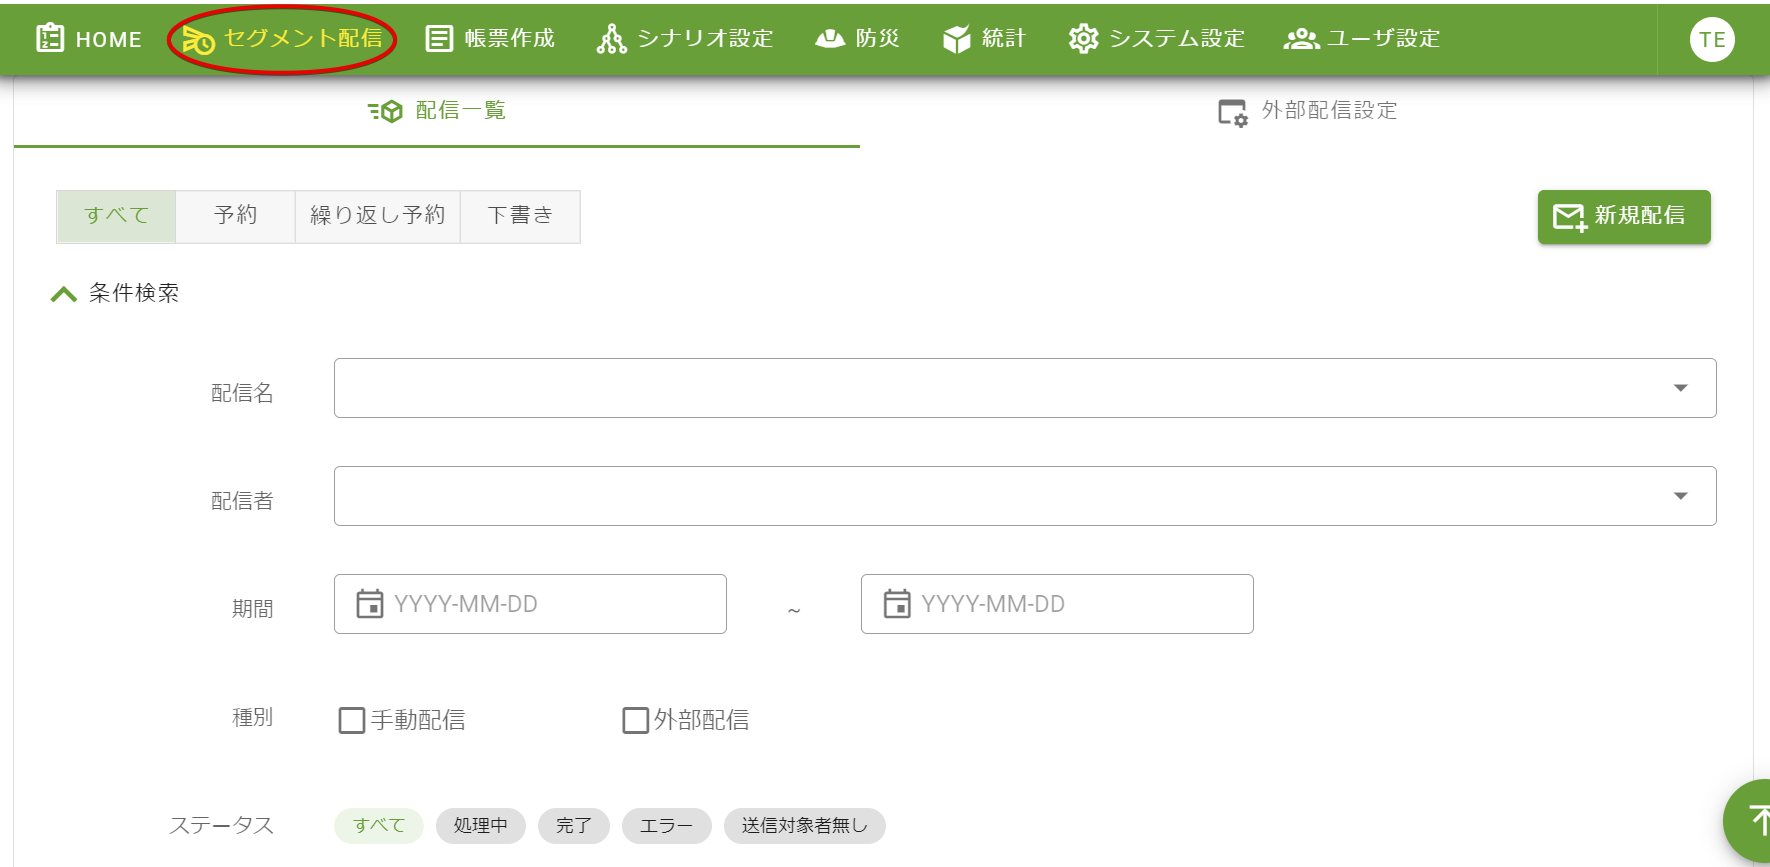 HOME セグメント配信 帳票作成 シナリオ設定 防災 統計 システム設定 ユーザ設定 TE
配信一覧 外部配信設定
すべて 予約 繰り返し予約 下書き 新規配信
条件検索
配信名
配信者
期間 YYYY-MM-DD ~ YYYY-MM-DD
種別 手動配信 外部配信
ステータス すべて 処理中 完了 エラー 送信対象者無し